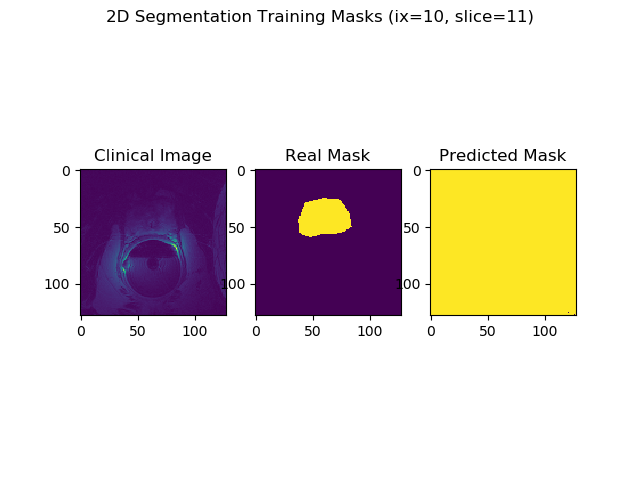 2D Segmentation Training Masks (ix=10, slice=11)
Clinical Image Real Mask Predicted Mask
0 0 0
50 50 50
100 100 100
0 50 100 0 50 100 0 50 100